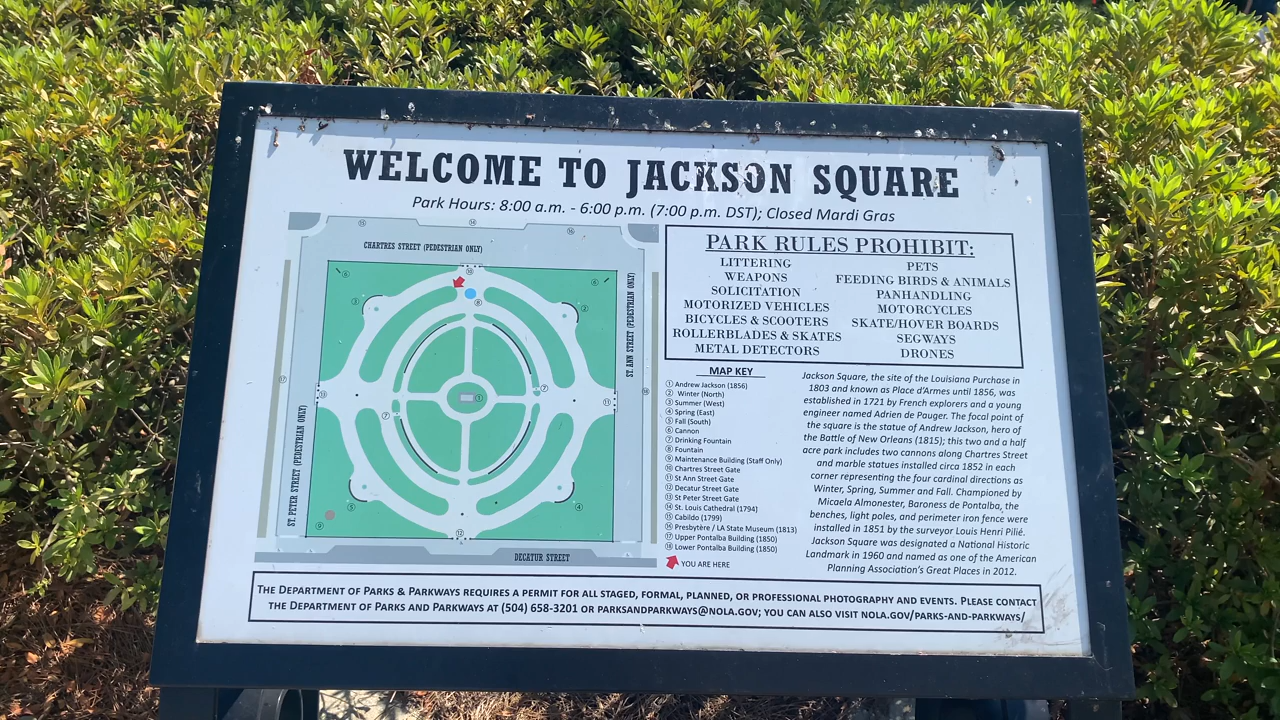 WELCOME TO JACKSON SQUARE
Park Hours: 8:00 a.m. - 6:00 p.m. (7:00 p.m. DST); Closed Mardi Gras
CHARTRES STREET (PEDESTRIAN ONLY)
ST. ANN STREET (PEDESTRIAN ONLY)
ST. PETER STREET (PEDESTRIAN ONLY)
DECATUR STREET
PARK RULES PROHIBIT:
LITTERING
WEAPONS
SOLICITATION
MOTORIZED VEHICLES
BICYCLES & SCOOTERS
ROLLERBLADES & SKATES
METAL DETECTORS
PETS
FEEDING BIRDS & ANIMALS
PANHANDLING
MOTORCYCLES
SKATE/HOVER BOARDS
SEGWAYS
DRONES
MAP KEY
① Andrew Jackson (1856)
② Winter (North)
③ Summer (West)
④ Spring (East)
⑤ Fall (South)
⑥ Cannon
⑦ Drinking Fountain
⑧ Fountain
⑨ Maintenance Building (Staff Only)
⑩ Chartres Street Gate
⑪ St Ann Street Gate
⑫ Decatur Street Gate
⑬ St Peter Street Gate
⑭ St. Louis Cathedral (1794)
⑮ Cabildo (1799)
⑯ Presbytère / LA State Museum (1813)
⑰ Upper Pontalba Building (1850)
⑱ Lower Pontalba Building (1850)
YOU ARE HERE
Jackson Square, the site of the Louisiana Purchase in
1803 and known as Place d'Armes until 1856, was
established in 1721 by French explorers and a young
engineer named Adrien de Pauger. The focal point of
the square is the statue of Andrew Jackson, hero of
the Battle of New Orleans (1815); this two and a half
acre park includes two cannons along Chartres Street
and marble statues installed circa 1852 in each
corner representing the four cardinal directions as
Winter, Spring, Summer and Fall. Championed by
Micaela Almonester, Baroness de Pontalba, the
benches, light poles, and perimeter iron fence were
installed in 1851 by the surveyor Louis Henri Pilié.
Jackson Square was designated a National Historic
Landmark in 1960 and named as one of the American
Planning Association's Great Places in 2012.
THE DEPARTMENT OF PARKS & PARKWAYS REQUIRES A PERMIT FOR ALL STAGED, FORMAL, PLANNED, OR PROFESSIONAL PHOTOGRAPHY AND EVENTS. PLEASE CONTACT
THE DEPARTMENT OF PARKS AND PARKWAYS AT (504) 658-3201 OR PARKSANDPARKWAYS@NOLA.GOV; YOU CAN ALSO VISIT NOLA.GOV/PARKS-AND-PARKWAYS/